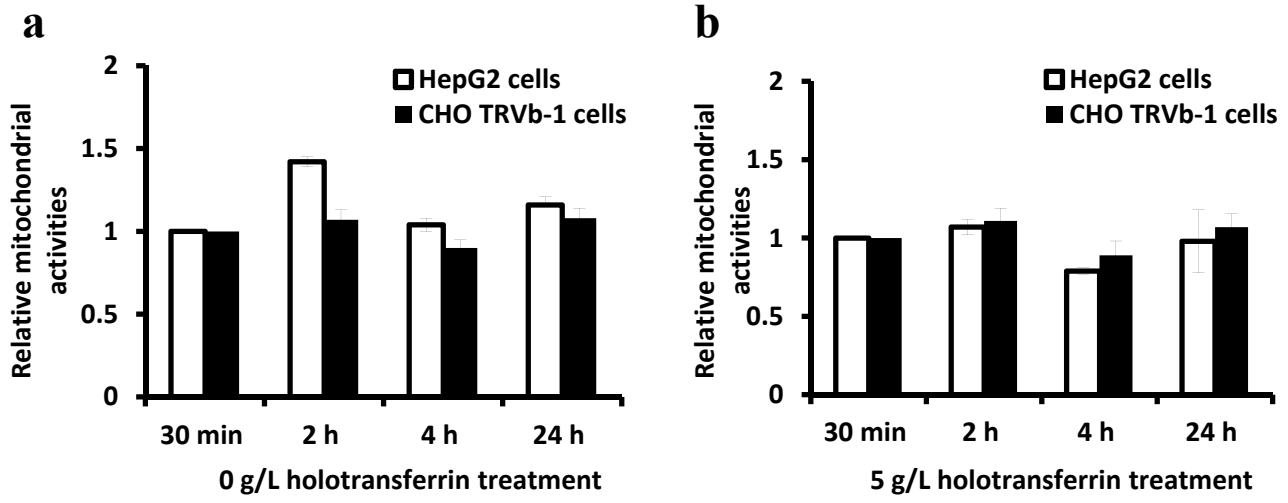 a
2
1.5
1
0.5
0
Relative mitochondrial
activities
HepG2 cells
CHO TRVb-1 cells
30 min 2 h 4 h 24 h
0 g/L holotransferrin treatment
b
2
1.5
1
0.5
0
Relative mitochondrial
activities
HepG2 cells
CHO TRVb-1 cells
30 min 2 h 4 h 24 h
5 g/L holotransferrin treatment